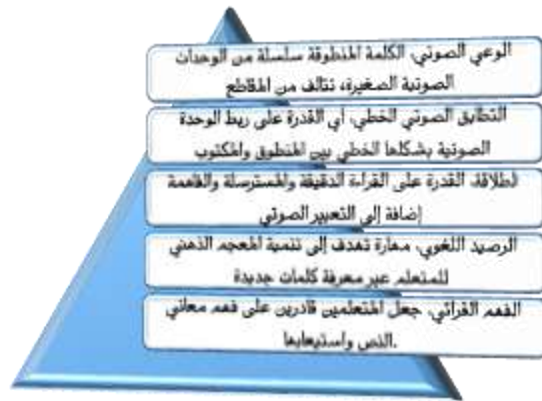 الوعي الصوتي، الكلمة المنطوقة سلسلة من الوحدات
الصوتية الصغيرة، تتألف من المقاطع
التطابق الصوتي الخطي، أي القدرة على ربط الوحدة
الصوتية بشكلها الخطي بين المنطوق والمكتوب
الطلاقة، القدرة على القراءة الدقيقة والمسترسلة والفاهمة
إضافة إلى التعبير الصوتي
الرصيد اللغوي، مهارة تهدف إلى تنمية المعجم الذهني
للمتعلم عبر معرفة كلمات جديدة
الفهم القرائي، جعل المتعلمين قادرين على فهم معاني
النص واستيعابها.